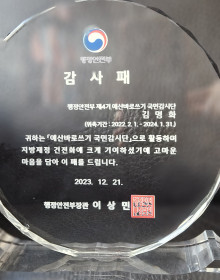 행정안전부
감사패
행정안전부 제4기 예산바로쓰기 국민감시단
김명화
(위촉기간 : 2022. 2. 1. - 2024. 1. 31.)
귀하는 「예산바로쓰기 국민감시단」으로 활동하며
지방재정 건전화에 크게 기여하셨기에 고마운
마음을 담아 이 패를 드립니다.
2023. 12. 21.
행정안전부장관 이상민